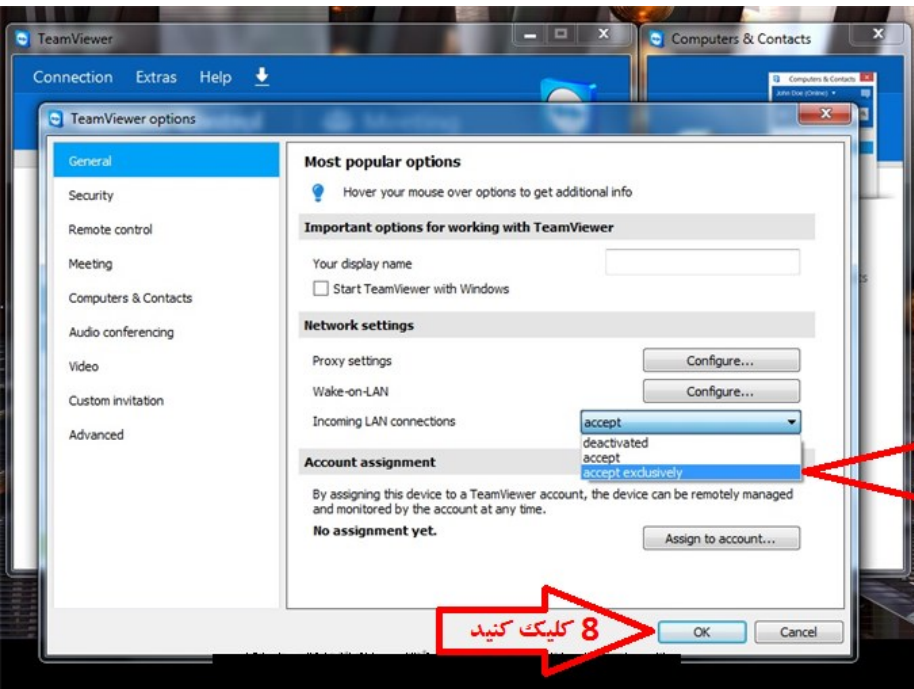 TeamViewer
Computers & Contacts
Connection Extras Help
Computers & Contacts
John Doe (Online)
TeamViewer options
General
Security
Remote control
Meeting
Computers & Contacts
Audio conferencing
Video
Custom invitation
Advanced
Most popular options
Hover your mouse over options to get additional info
Important options for working with TeamViewer
Your display name
Start TeamViewer with Windows
Network settings
Proxy settings
Configure...
Wake-on-LAN
Configure...
Incoming LAN connections
accept
deactivated
accept
accept exclusively
Account assignment
By assigning this device to a TeamViewer account, the device can be remotely managed
and monitored by the account at any time.
No assignment yet.
Assign to account...
8 کلیک کنید
OK
Cancel